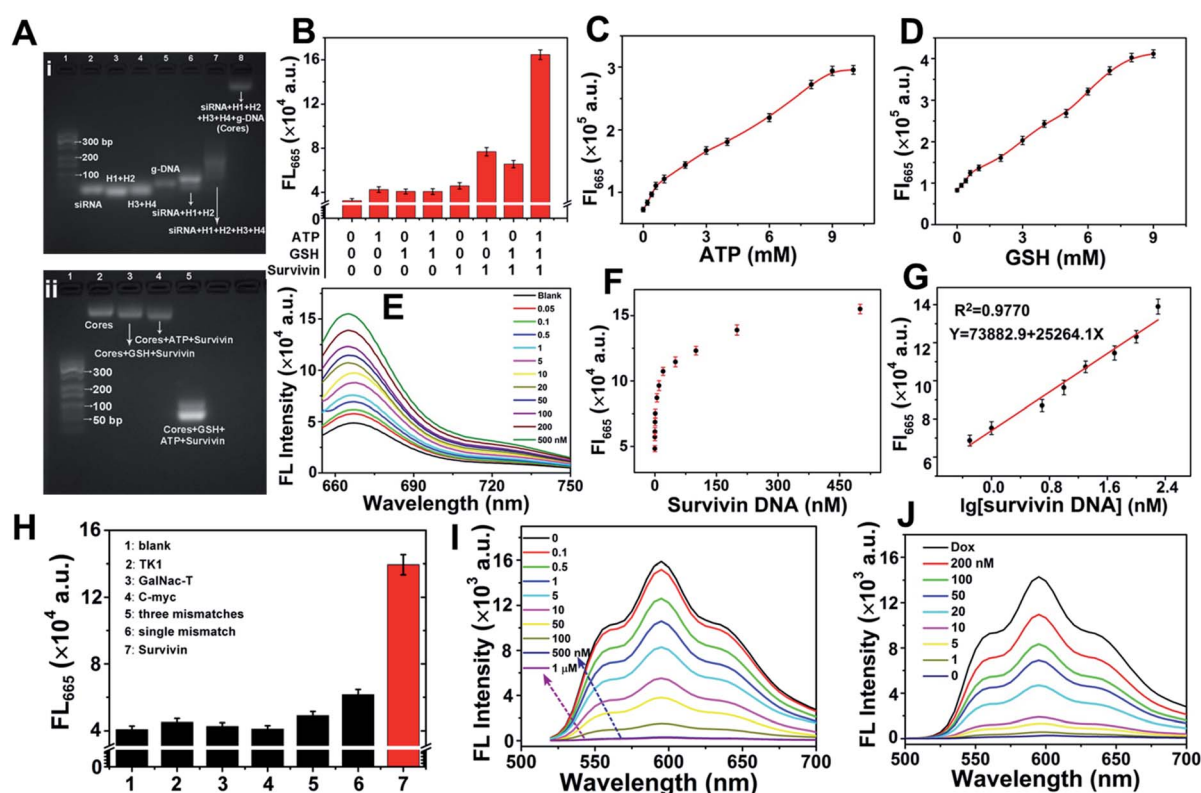 A
i
1 2 3 4 5 6 7 8
siRNA+H1+H2
+H3+H4+g-DNA
(Cores)
300 bp
200
100
g-DNA
H1+H2
siRNA
H3+H4
siRNA+H1+H2
siRNA+H1+H2+H3+H4
ii
1 2 3 4 5
Cores
Cores+ATP+Survivin
Cores+GSH+Survivin
300
200
100
50 bp
Cores+GSH+
ATP+Survivin
B
FL665 (×10⁴ a.u.)
16
12
8
4
0
ATP 0 1 0 1 0 1 0 1
GSH 0 0 1 1 0 0 1 1
Survivin 0 0 0 0 1 1 1 1
C
FI665 (×10⁵ a.u.)
4
3
2
1
0
0 3 6 9
ATP (mM)
D
FI665 (×10⁵ a.u.)
5
4
3
2
1
0
0 3 6 9 12
GSH (mM)
E
FL Intensity (×10⁴ a.u.)
15
10
5
0
660 690 720 750
Wavelength (nm)
Blank
0.05
0.1
0.5
1
5
10
20
50
100
200
500 nM
F
FI665 (×10⁴ a.u.)
15
10
5
0 150 300 450
Survivin DNA (nM)
G
R²=0.9770
Y=73882.9+25264.1X
FI665 (×10⁴ a.u.)
14
12
10
8
6
0.0 0.8 1.6 2.4
lg[survivin DNA] (nM)
H
FL665 (×10⁴ a.u.)
16
12
8
4
0
1: blank
2: TK1
3: GalNac-T
4: C-myc
5: three mismatches
6: single mismatch
7: Survivin
1 2 3 4 5 6 7
I
FL Intensity (×10³ a.u.)
16
12
8
4
0
0
0.1
0.5
1
5
10
50
100
500 nM
1 μM
500 550 600 650 700
Wavelength (nm)
J
FL Intensity (×10³ a.u.)
16
12
8
4
0
Dox
200 nM
100
50
20
10
5
1
0
500 550 600 650 700
Wavelength (nm)